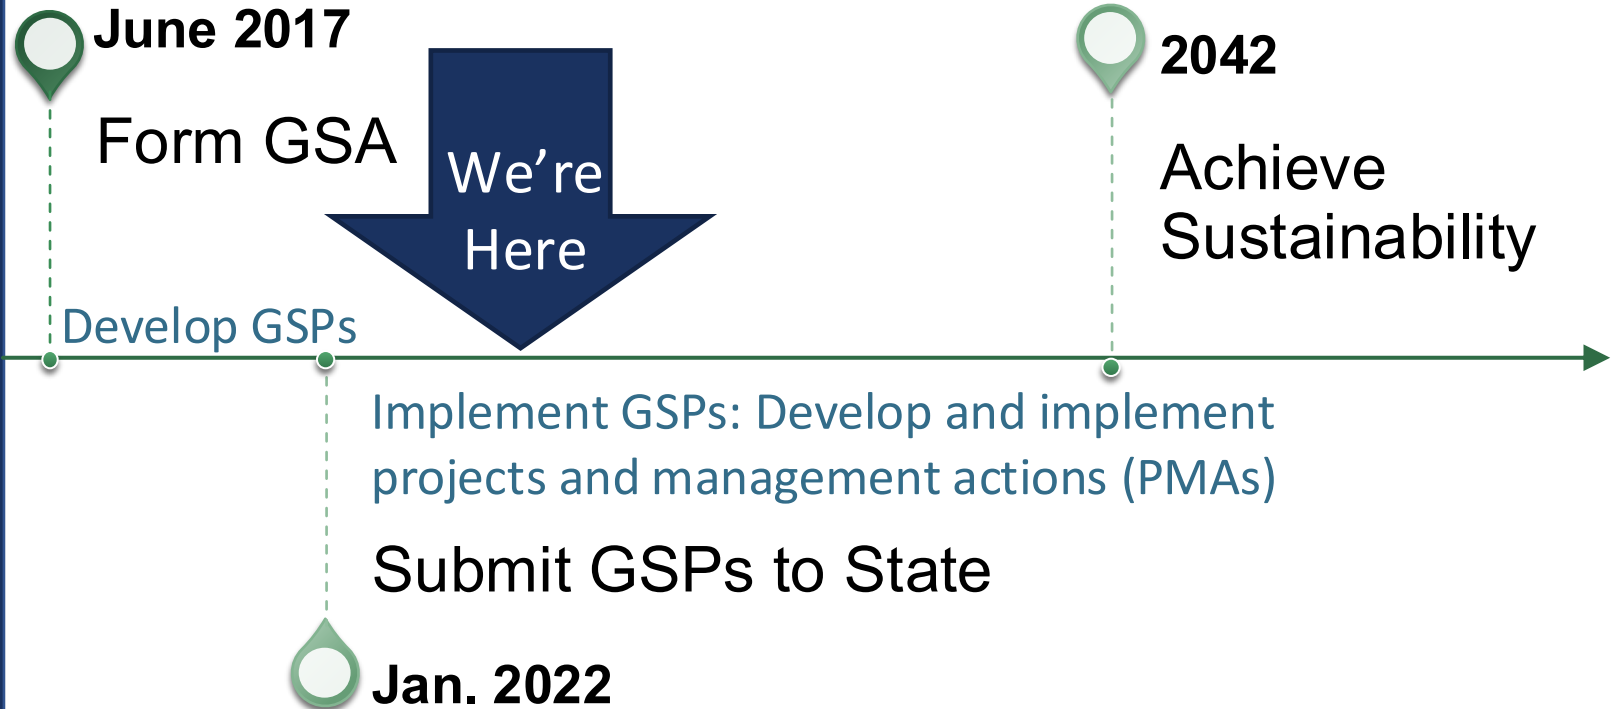 June 2017
Form GSA
We’re
Here
2042
Achieve
Sustainability
Develop GSPs
Implement GSPs: Develop and implement
projects and management actions (PMAs)
Submit GSPs to State
Jan. 2022